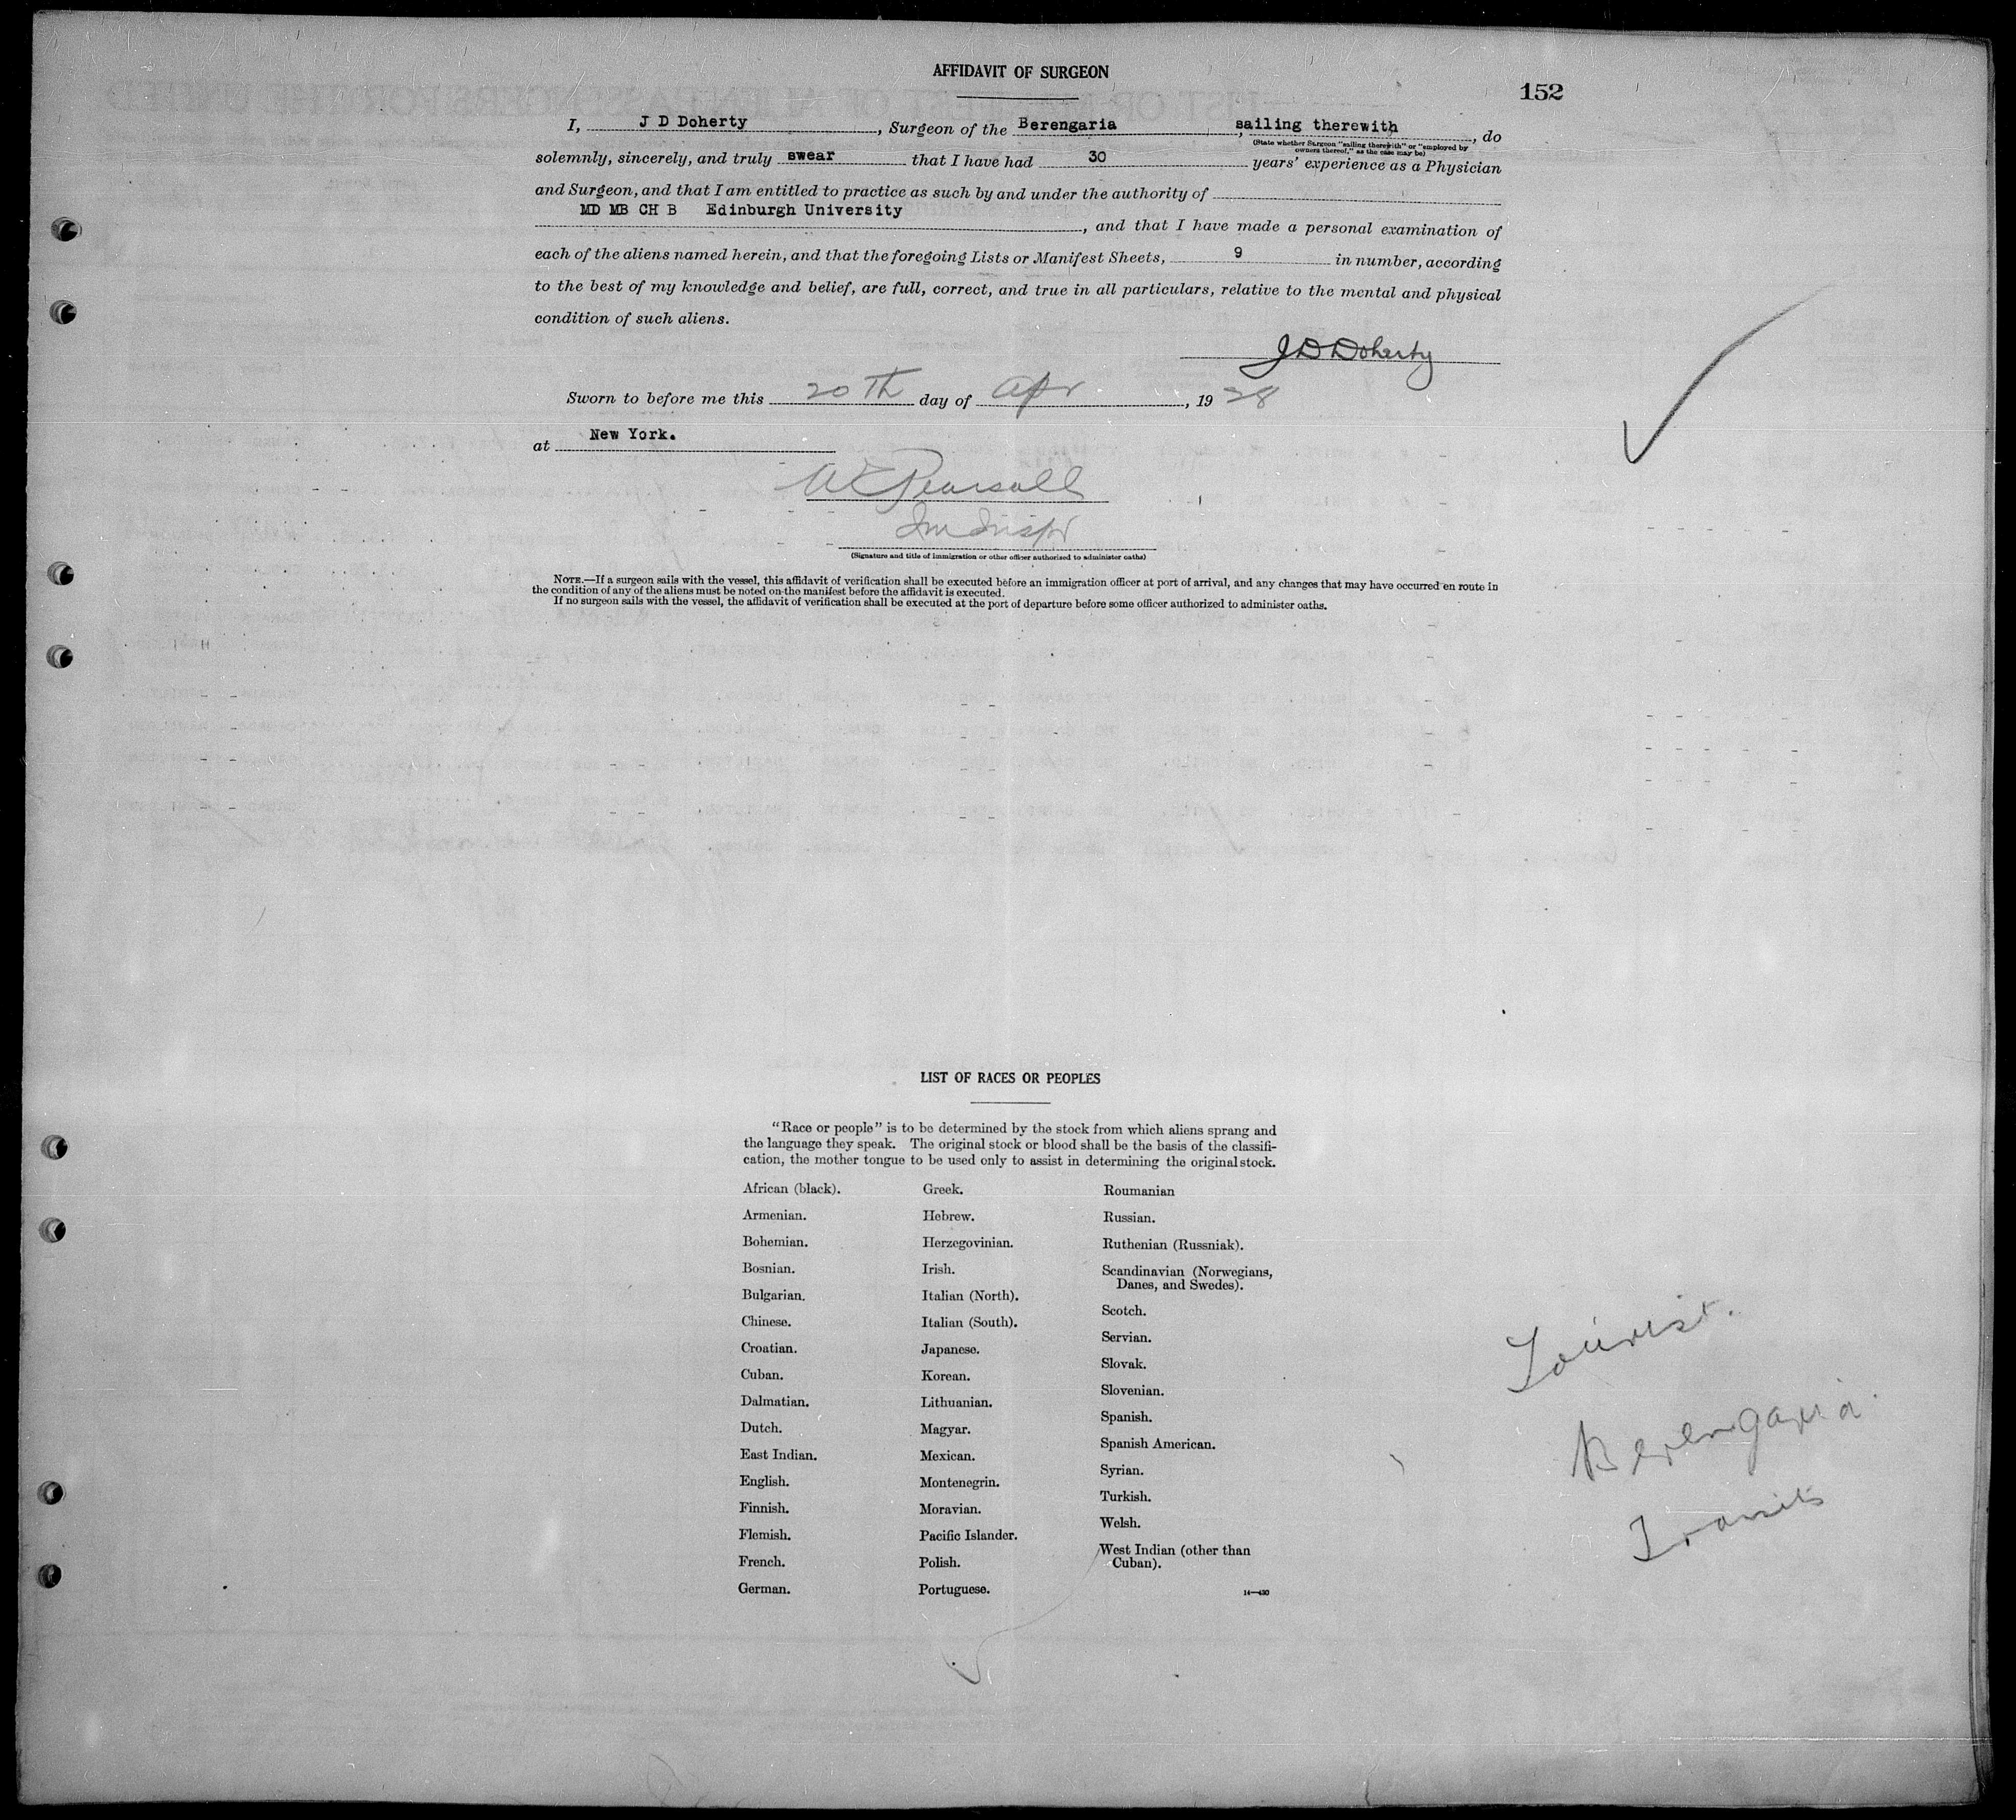 AFFIDAVIT OF SURGEON
152
I, J D Doherty, Surgeon of the Berengaria, sailing therewith, do
(State whether Surgeon "sailing therewith" or "employed by
owners thereof," as the case may be)
solemnly, sincerely, and truly swear that I have had 30 years' experience as a Physician
and Surgeon, and that I am entitled to practice as such by and under the authority of
MD MB CH B Edinburgh University, and that I have made a personal examination of
each of the aliens named herein, and that the foregoing Lists or Manifest Sheets, 9 in number, according
to the best of my knowledge and belief, are full, correct, and true in all particulars, relative to the mental and physical
condition of such aliens.
J D Doherty
Sworn to before me this 20Th day of Apr, 1928
at New York.
W E Pearsall
Im Inspr
(Signature and title of immigration or other officer authorized to administer oaths)
NOTE.—If a surgeon sails with the vessel, this affidavit of verification shall be executed before an immigration officer at port of arrival, and any changes that may have occurred en route in
the condition of any of the aliens must be noted on the manifest before the affidavit is executed.
If no surgeon sails with the vessel, the affidavit of verification shall be executed at the port of departure before some officer authorized to administer oaths.
LIST OF RACES OR PEOPLES
"Race or people" is to be determined by the stock from which aliens sprang and
the language they speak. The original stock or blood shall be the basis of the classifi-
cation, the mother tongue to be used only to assist in determining the original stock.
African (black).
Armenian.
Bohemian.
Bosnian.
Bulgarian.
Chinese.
Croatian.
Cuban.
Dalmatian.
Dutch.
East Indian.
English.
Finnish.
Flemish.
French.
German.
Greek.
Hebrew.
Herzegovinian.
Irish.
Italian (North).
Italian (South).
Japanese.
Korean.
Lithuanian.
Magyar.
Mexican.
Montenegrin.
Moravian.
Pacific Islander.
Polish.
Portuguese.
Roumanian
Russian.
Ruthenian (Russniak).
Scandinavian (Norwegians,
Danes, and Swedes).
Scotch.
Servian.
Slovak.
Slovenian.
Spanish.
Spanish American.
Syrian.
Turkish.
Welsh.
West Indian (other than
Cuban).
14—430
Tourist.
Berengaria
Transits